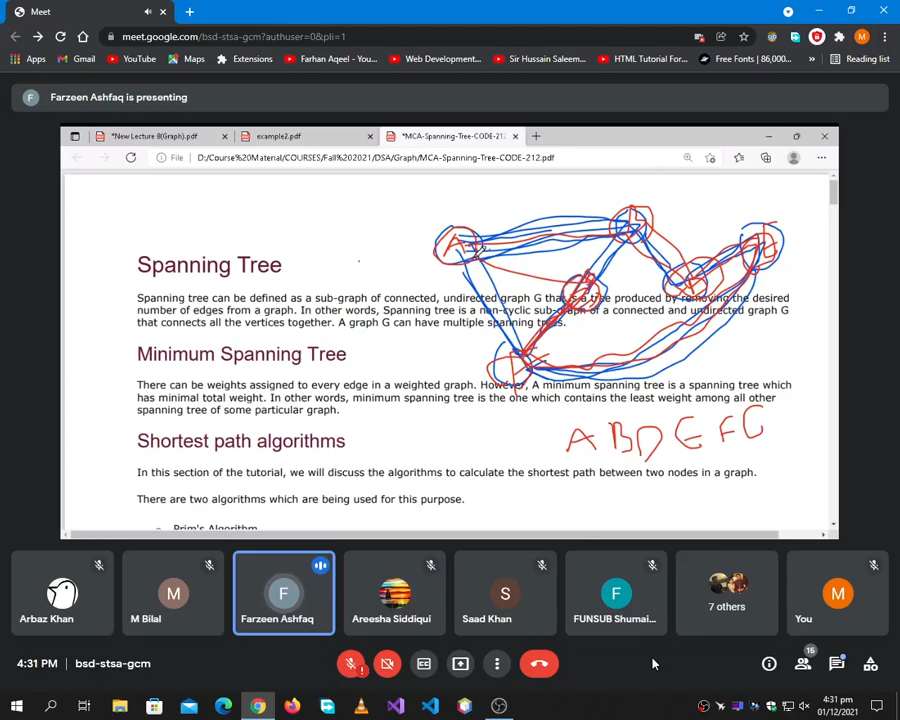 Meet
meet.google.com/bsd-stsa-gcm?authuser=0&pli=1
M
Apps Gmail YouTube Maps Extensions Farhan Aqeel - You... Web Development... Sir Hussain Saleem... HTML Tutorial For... Free Fonts | 86,000... » Reading list
F Farzeen Ashfaq is presenting
*New Lecture 8(Graph).pdf example2.pdf *MCA-Spanning-Tree-CODE-212
File D:/Course%20Material/COURSES/Fall%202021/DSA/Graph/MCA-Spanning-Tree-CODE-212.pdf
A
Spanning Tree
Spanning tree can be defined as a sub-graph of connected, undirected graph G that is a tree produced by removing the desired
number of edges from a graph. In other words, Spanning tree is a non-cyclic sub-graph of a connected and undirected graph G
that connects all the vertices together. A graph G can have multiple spanning trees.
Minimum Spanning Tree
There can be weights assigned to every edge in a weighted graph. However, A minimum spanning tree is a spanning tree which
has minimal total weight. In other words, minimum spanning tree is the one which contains the least weight among all other
spanning tree of some particular graph.
A B D E F
Shortest path algorithms
In this section of the tutorial, we will discuss the algorithms to calculate the shortest path between two nodes in a graph.
There are two algorithms which are being used for this purpose.
Prim's Algorithm
M F S F M
Arbaz Khan M Bilal Farzeen Ashfaq Areesha Siddiqui Saad Khan FUNSUB Shumai... 7 others You
4:31 PM bsd-stsa-gcm
16
4:31 pm
01/12/2021